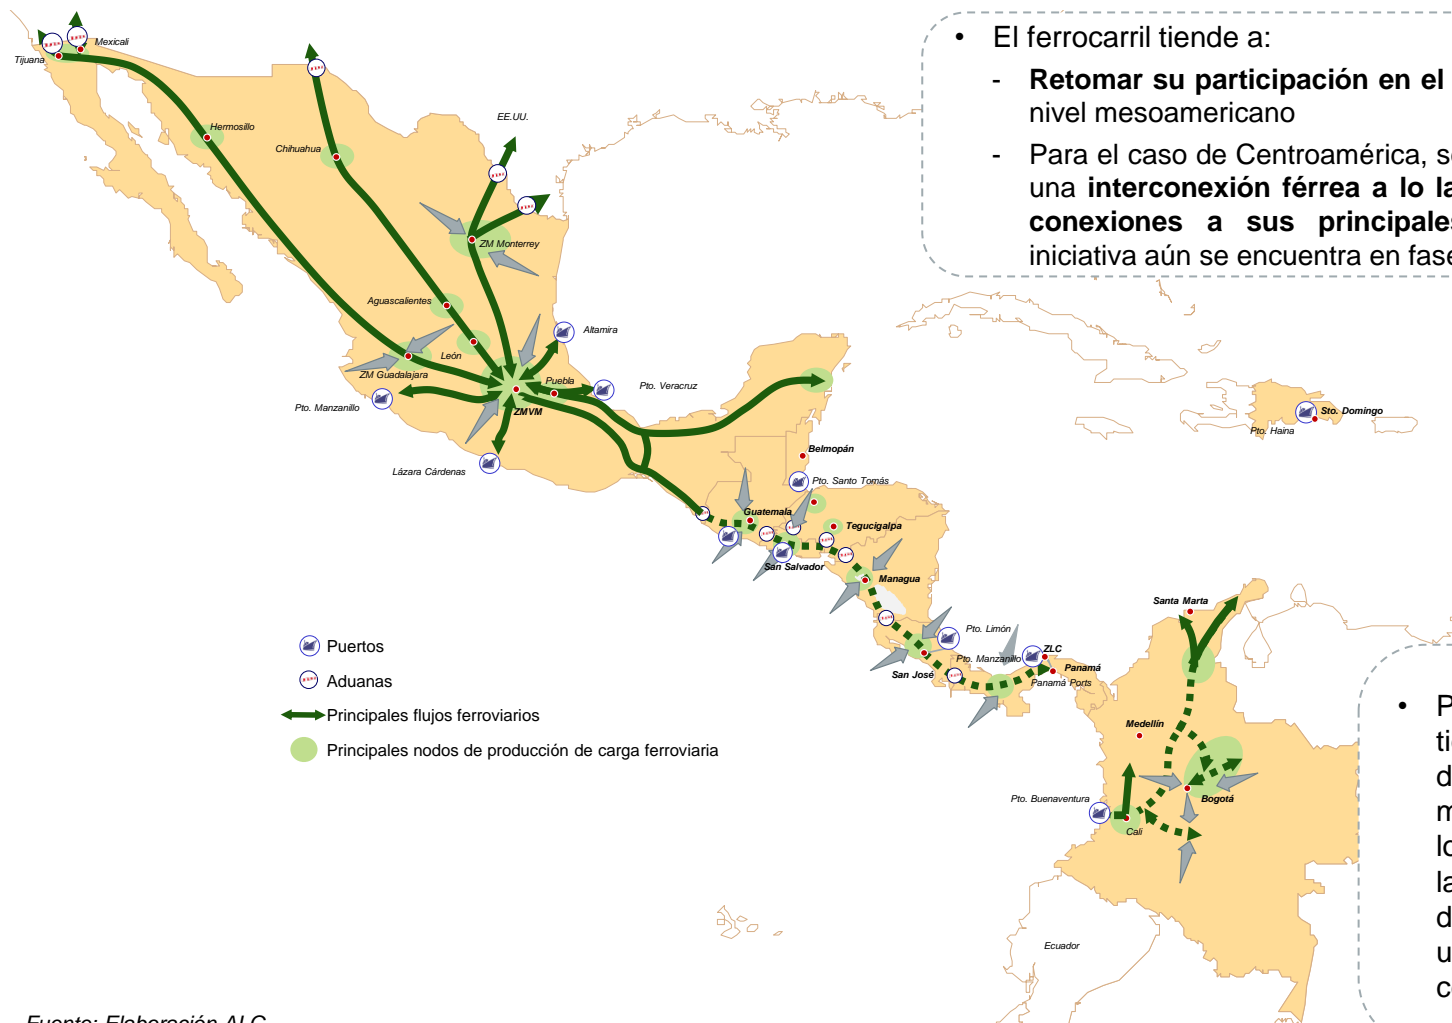 • El ferrocarril tiende a:
- Retomar su participación en el
nivel mesoamericano
- Para el caso de Centroamérica, se
una interconexión férrea a lo la
conexiones a sus principales
iniciativa aún se encuentra en fase
Mexicali
Tijuana
Hermosillo
Chihuahua
EE.UU.
ZM Monterrey
Aguascalientes
Altamira
León
ZM Guadalajara
Puebla
Pto. Veracruz
Pto. Manzanillo
ZMVM
Sto. Domingo
Pto. Haina
Belmopán
Lázara Cárdenas
Pto. Santo Tomás
Guatemala
Tegucigalpa
San Salvador
Managua
Santa Marta
Pto. Limón
ZLC
Pto. Manzanillo
Panamá
San José
Panamá Ports
Puertos
Aduanas
Principales flujos ferroviarios
Principales nodos de producción de carga ferroviaria
Medellín
Pto. Buenaventura
Bogotá
Cali
Ecuador
• P
tie
d
m
lo
la
d
u
co
Fuente: Elaboración ALG